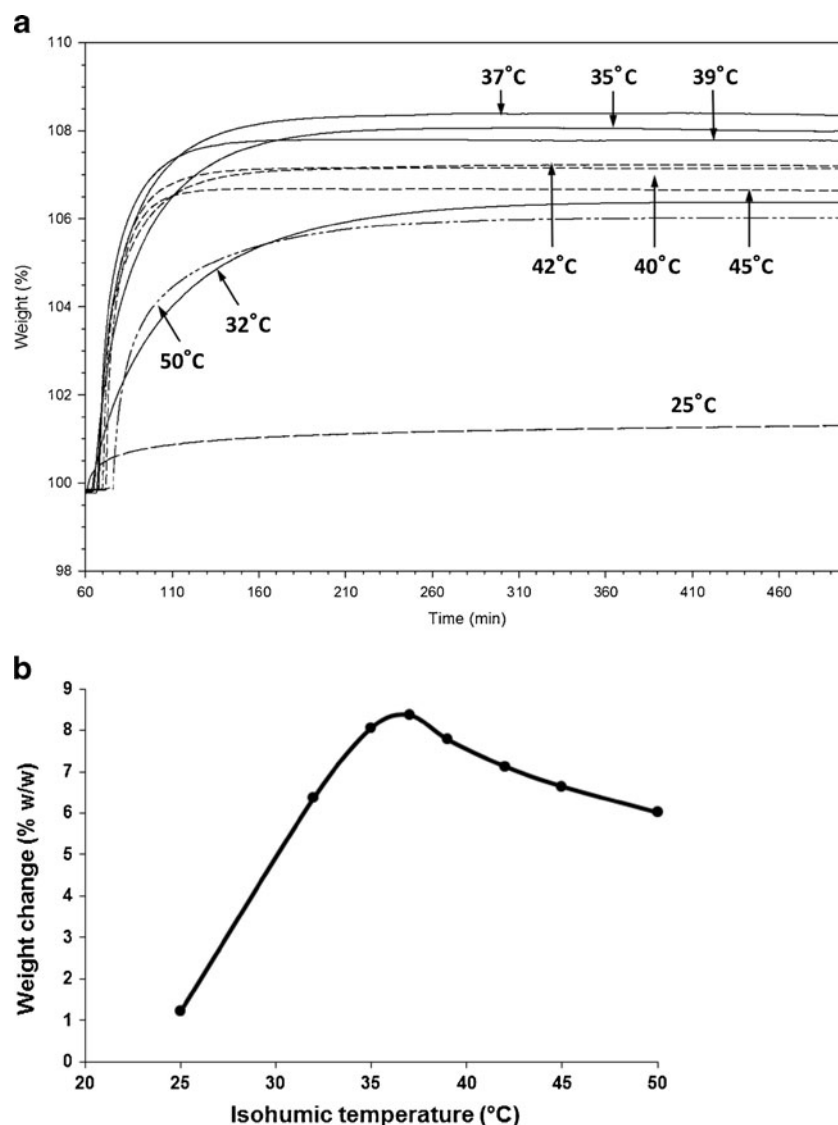 a
110
108
106
104
102
100
98
Weight (%)
37˚C 35˚C 39˚C
42˚C 40˚C 45˚C
32˚C
50˚C
25˚C
60 110 160 210 260 310 360 410 460
Time (min)
b
9
8
7
6
5
4
3
2
1
0
Weight change (% w/w)
20 25 30 35 40 45 50
Isohumic temperature (°C)